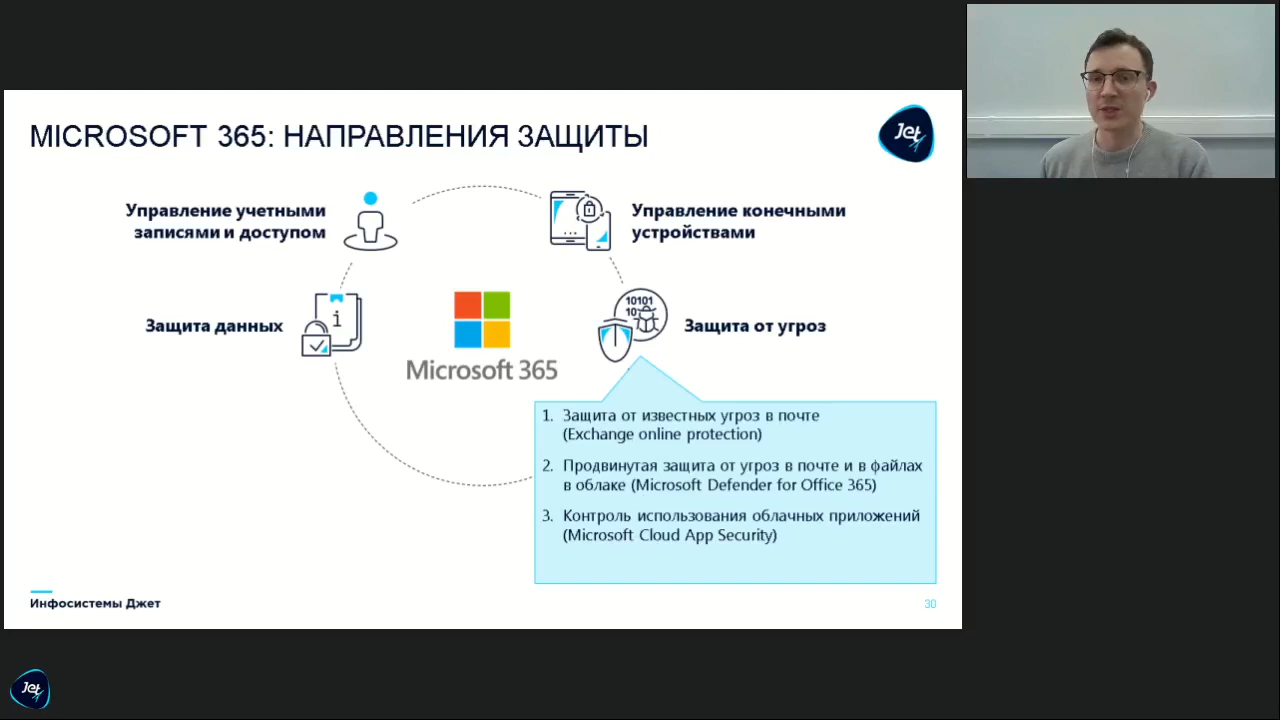 MICROSOFT 365: НАПРАВЛЕНИЯ ЗАЩИТЫ
Jet
Управление учетными
записями и доступом
Управление конечными
устройствами
Защита данных
i
10101
10
Защита от угроз
Microsoft 365
1. Защита от известных угроз в почте
(Exchange online protection)
2. Продвинутая защита от угроз в почте и в файлах
в облаке (Microsoft Defender for Office 365)
3. Контроль использования облачных приложений
(Microsoft Cloud App Security)
Инфосистемы Джет
30
Jet